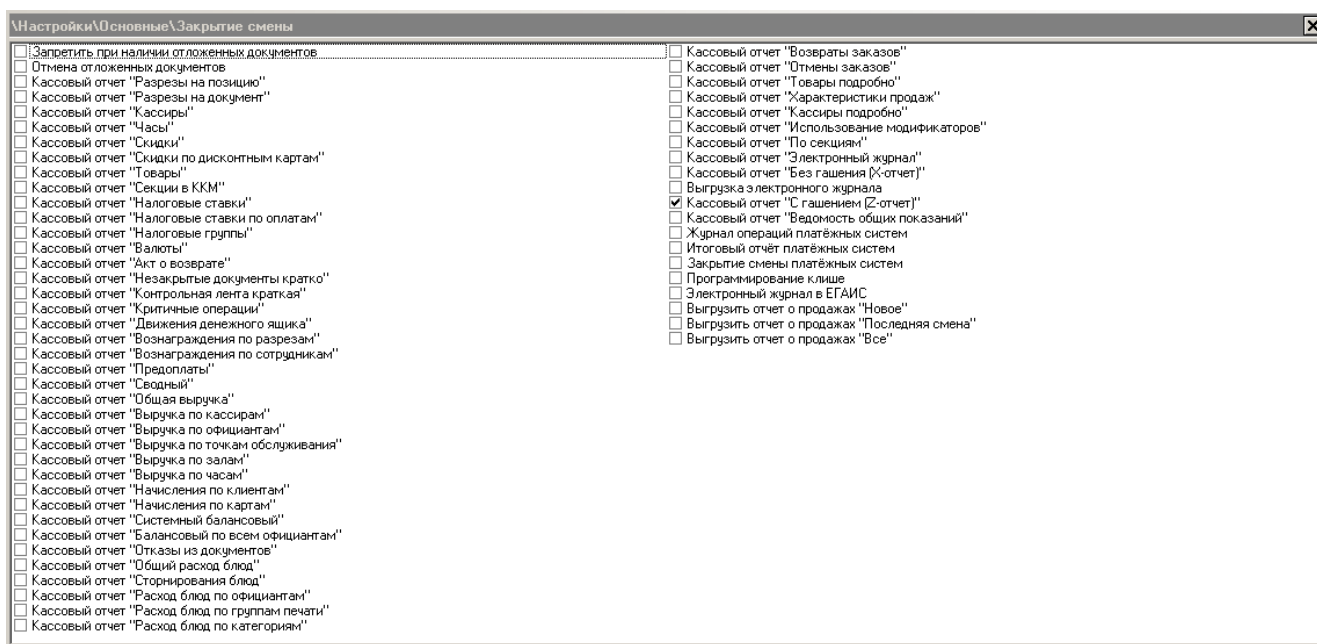 \Настройки\Основные\Закрытие смены
Запретить при наличии отложенных документов
Отмена отложенных документов
Кассовый отчет "Разрезы на позицию"
Кассовый отчет "Разрезы на документ"
Кассовый отчет "Кассиры"
Кассовый отчет "Часы"
Кассовый отчет "Скидки"
Кассовый отчет "Скидки по дисконтным картам"
Кассовый отчет "Товары"
Кассовый отчет "Секции в ККМ"
Кассовый отчет "Налоговые ставки"
Кассовый отчет "Налоговые ставки по оплатам"
Кассовый отчет "Налоговые группы"
Кассовый отчет "Валюты"
Кассовый отчет "Акт о возврате"
Кассовый отчет "Незакрытые документы кратко"
Кассовый отчет "Контрольная лента краткая"
Кассовый отчет "Критичные операции"
Кассовый отчет "Движения денежного ящика"
Кассовый отчет "Вознаграждения по разрезам"
Кассовый отчет "Вознаграждения по сотрудникам"
Кассовый отчет "Предоплаты"
Кассовый отчет "Сводный"
Кассовый отчет "Общая выручка"
Кассовый отчет "Выручка по кассирам"
Кассовый отчет "Выручка по официантам"
Кассовый отчет "Выручка по точкам обслуживания"
Кассовый отчет "Выручка по залам"
Кассовый отчет "Выручка по часам"
Кассовый отчет "Начисления по клиентам"
Кассовый отчет "Начисления по картам"
Кассовый отчет "Системный балансовый"
Кассовый отчет "Балансовый по всем официантам"
Кассовый отчет "Отказы из документов"
Кассовый отчет "Общий расход блюд"
Кассовый отчет "Сторнирования блюд"
Кассовый отчет "Расход блюд по официантам"
Кассовый отчет "Расход блюд по группам печати"
Кассовый отчет "Расход блюд по категориям"
Кассовый отчет "Возвраты заказов"
Кассовый отчет "Отмены заказов"
Кассовый отчет "Товары подробно"
Кассовый отчет "Характеристики продаж"
Кассовый отчет "Кассиры подробно"
Кассовый отчет "Использование модификаторов"
Кассовый отчет "По секциям"
Кассовый отчет "Электронный журнал"
Кассовый отчет "Без гашения (X-отчет)"
Выгрузка электронного журнала
Кассовый отчет "С гашением (Z-отчет)"
Кассовый отчет "Ведомость общих показаний"
Журнал операций платёжных систем
Итоговый отчёт платёжных систем
Закрытие смены платёжных систем
Программирование клише
Электронный журнал в ЕГАИС
Выгрузить отчет о продажах "Новое"
Выгрузить отчет о продажах "Последняя смена"
Выгрузить отчет о продажах "Все"